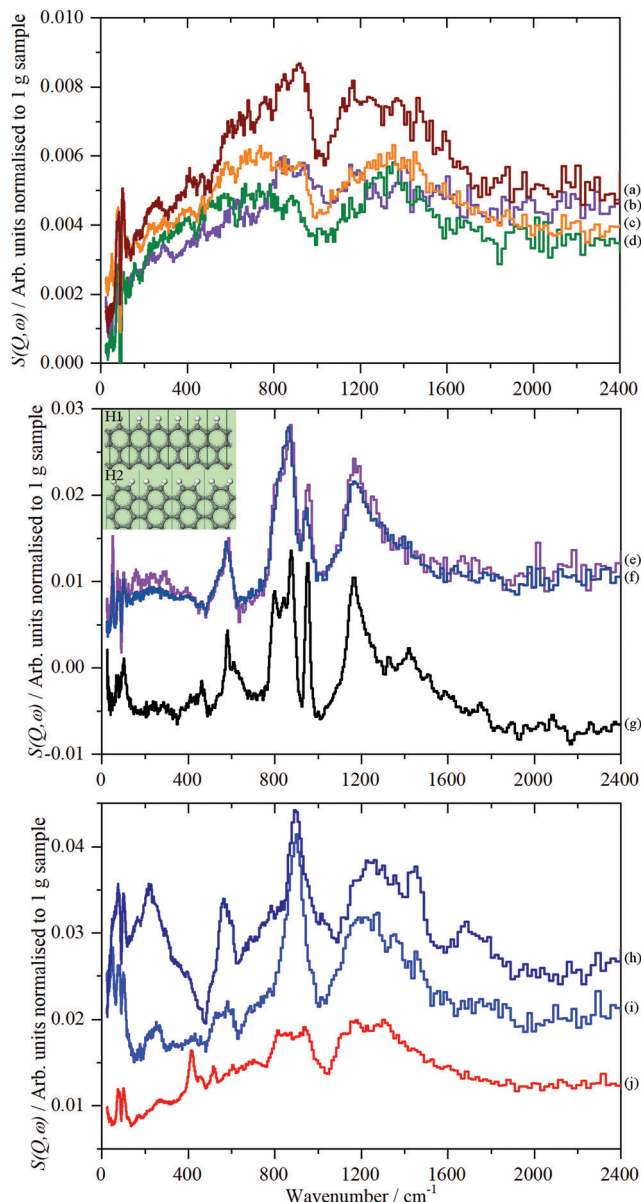 S(Q,ω) / Arb. units normalised to 1 g sample
0.010
0.008
0.006
0.004
0.002
0.000
(a)
(b)
(c)
(d)
0 400 800 1200 1600 2000 2400
S(Q,ω) / Arb. units normalised to 1 g sample
0.03
0.02
0.01
0.00
-0.01
H1
H2
(e)
(f)
(g)
0 400 800 1200 1600 2000 2400
S(Q,ω) / Arb. units normalised to 1 g sample
0.04
0.03
0.02
0.01
(h)
(i)
(j)
0 400 800 1200 1600 2000 2400
Wavenumber / cm⁻¹